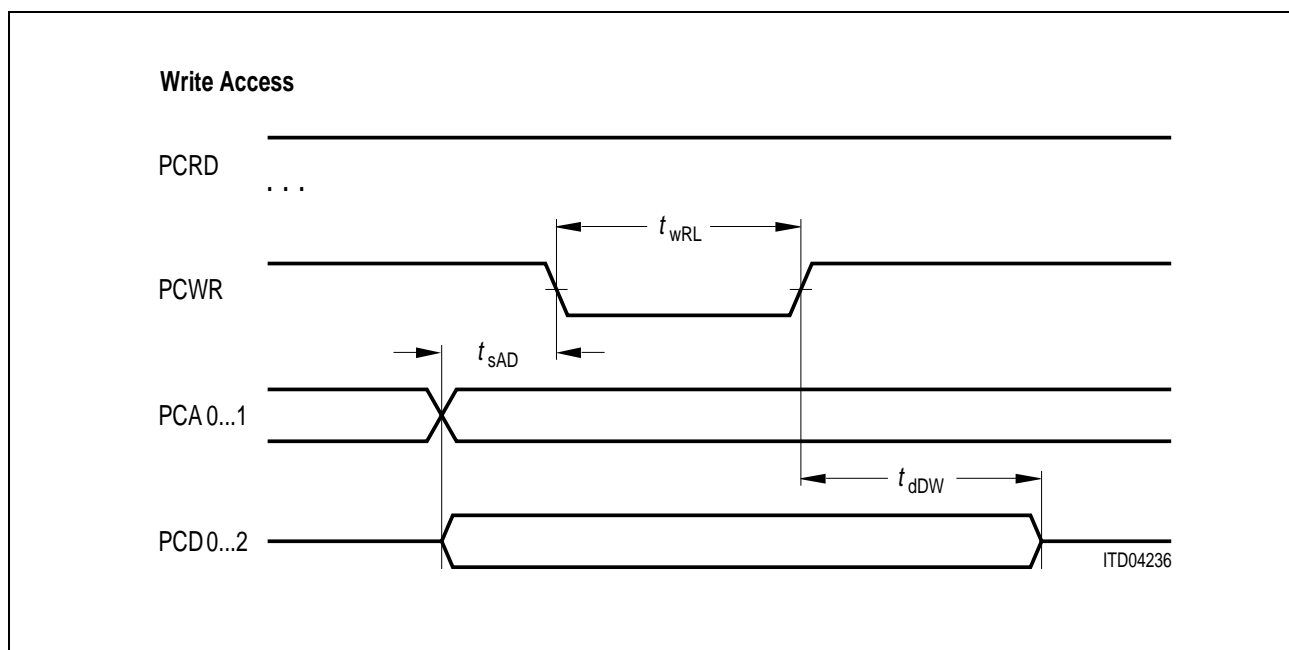 Write Access
PCRD
. . .
t wRL
PCWR
t sAD
PCA 0...1
t dDW
PCD 0...2
ITD04236